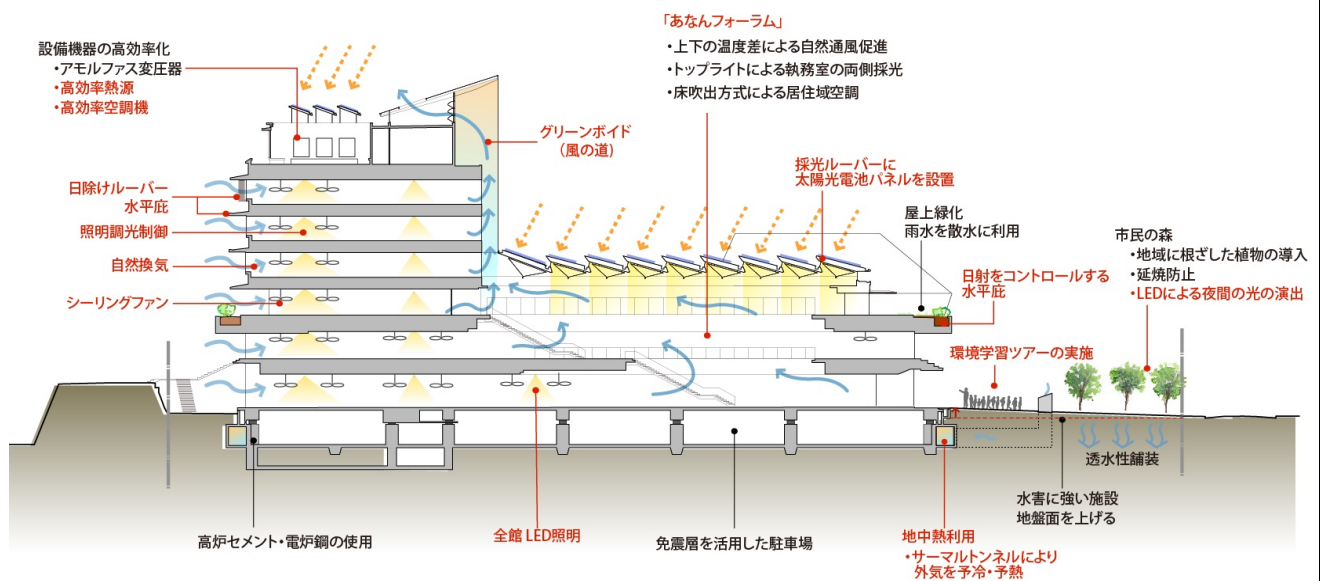 設備機器の高効率化
・アモルファス変圧器
・高効率熱源
・高効率空調機
日除けルーバー
水平庇
照明調光制御
自然換気
シーリングファン
グリーンボイド
(風の道)
「あなんフォーラム」
・上下の温度差による自然通風促進
・トップライトによる執務室の両側採光
・床吹出方式による居住域空調
採光ルーバーに
太陽光電池パネルを設置
屋上緑化
雨水を散水に利用
日射をコントロールする
水平庇
市民の森
・地域に根ざした植物の導入
・延焼防止
・LEDによる夜間の光の演出
環境学習ツアーの実施
透水性舗装
水害に強い施設
地盤面を上げる
高炉セメント・電炉鋼の使用
全館 LED照明
免震層を活用した駐車場
地中熱利用
・サーマルトンネルにより
外気を予冷・予熱